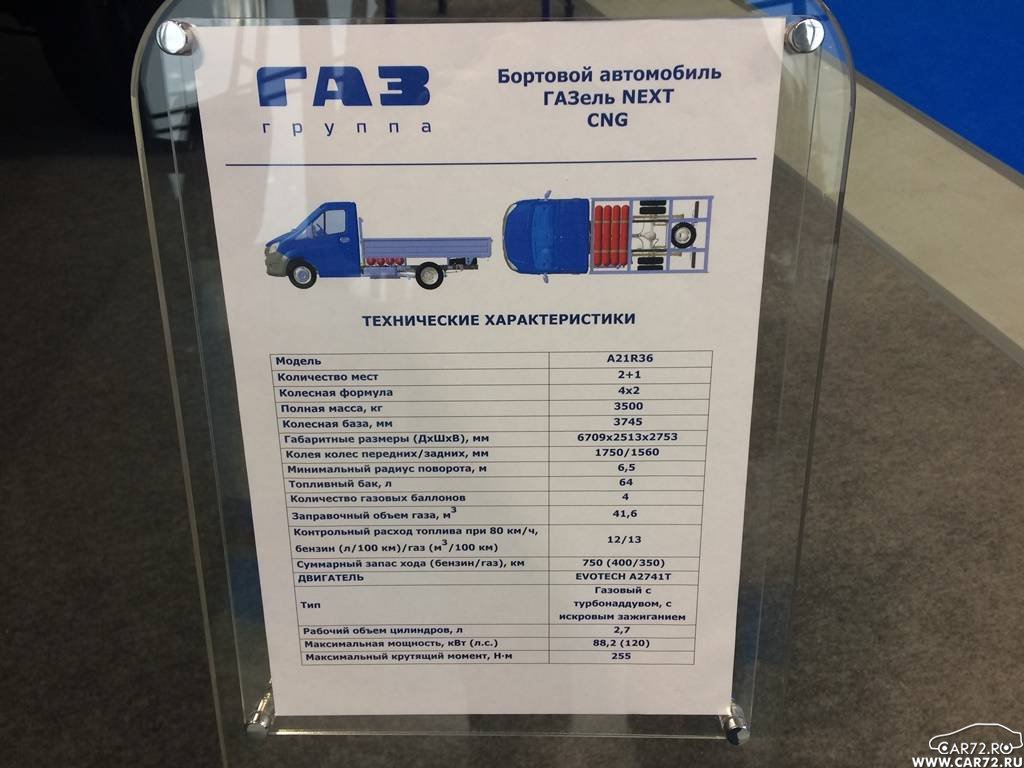 ГАЗ
группа
Бортовой автомобиль
ГАЗель NEXT
CNG
ТЕХНИЧЕСКИЕ ХАРАКТЕРИСТИКИ
Модель A21R36
Количество мест 2+1
Колесная формула 4x2
Полная масса, кг 3500
Колесная база, мм 3745
Габаритные размеры (ДхШхВ), мм 6709x2513x2753
Колея колес передних/задних, мм 1750/1560
Минимальный радиус поворота, м 6,5
Топливный бак, л 64
Количество газовых баллонов 4
Заправочный объем газа, м³ 41,6
Контрольный расход топлива при 80 км/ч,
бензин (л/100 км)/газ (м³/100 км) 12/13
Суммарный запас хода (бензин/газ), км 750 (400/350)
ДВИГАТЕЛЬ EVOTECH A2741T
Тип Газовый с
турбонаддувом, с
искровым зажиганием
Рабочий объем цилиндров, л 2,7
Максимальная мощность, кВт (л.с.) 88,2 (120)
Максимальный крутящий момент, Н·м 255
CAR72.RU
WWW.CAR72.RU